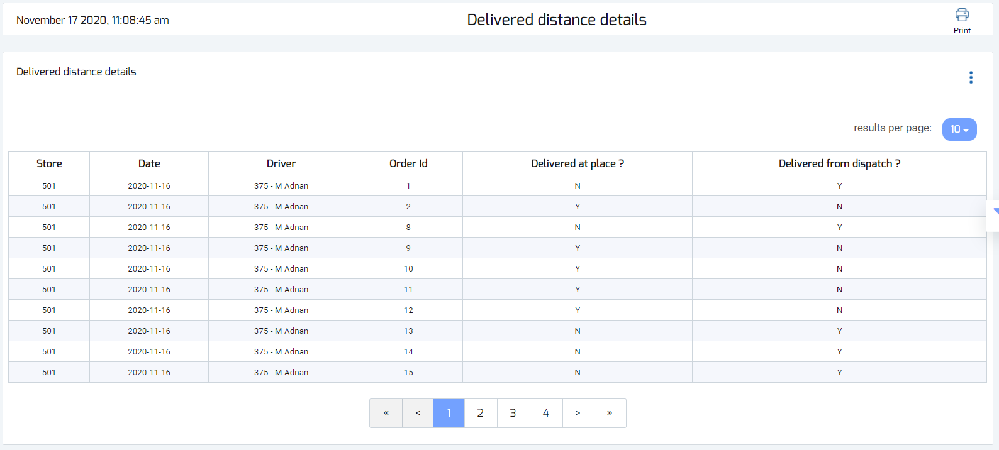 November 17 2020, 11:08:45 am
Delivered distance details
Print
Delivered distance details
results per page: 10
Store Date Driver Order Id Delivered at place ? Delivered from dispatch ?
501 2020-11-16 375 - M Adnan 1 N Y
501 2020-11-16 375 - M Adnan 2 Y N
501 2020-11-16 375 - M Adnan 8 N Y
501 2020-11-16 375 - M Adnan 9 Y N
501 2020-11-16 375 - M Adnan 10 Y N
501 2020-11-16 375 - M Adnan 11 Y N
501 2020-11-16 375 - M Adnan 12 Y N
501 2020-11-16 375 - M Adnan 13 N Y
501 2020-11-16 375 - M Adnan 14 N Y
501 2020-11-16 375 - M Adnan 15 N Y
« < 1 2 3 4 > »